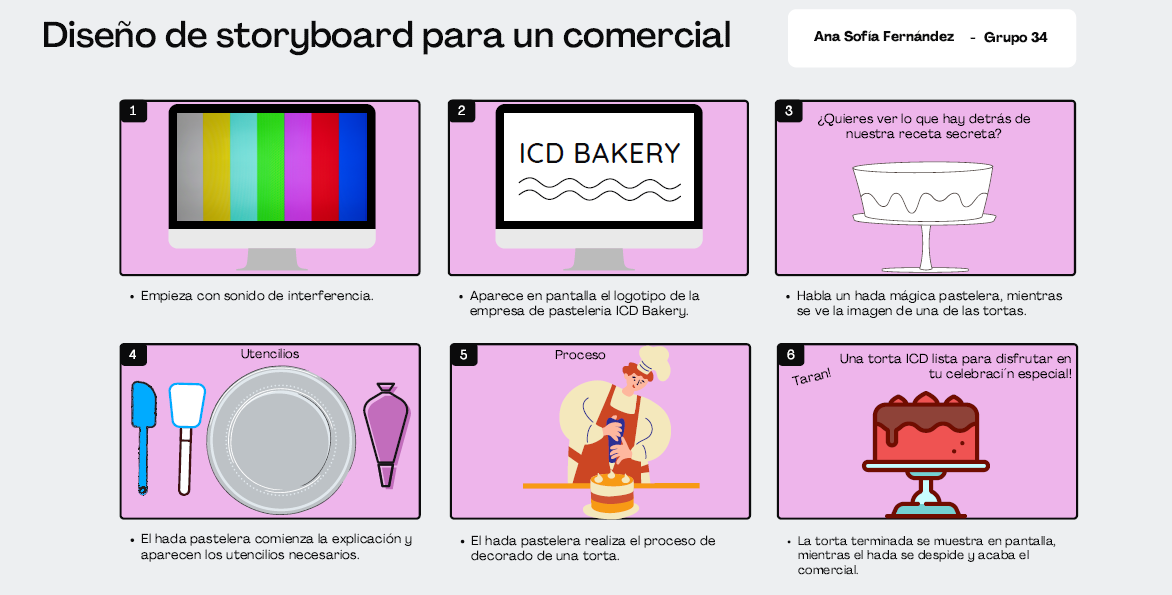 Diseño de storyboard para un comercial
Ana Sofía Fernández - Grupo 34
1
2
ICD BAKERY
3
¿Quieres ver lo que hay detrás de
nuestra receta secreta?
• Empieza con sonido de interferencia.
• Aparece en pantalla el logotipo de la
empresa de pastelería ICD Bakery.
• Habla un hada mágica pastelera, mientras
se ve la imagen de una de las tortas.
4
Utencilios
5
Proceso
6
Una torta ICD lista para disfrutar en
tu celebraci´n especial!
Taran!
• El hada pastelera comienza la explicación y
aparecen los utencilios necesarios.
• El hada pastelera realiza el proceso de
decorado de una torta.
• La torta terminada se muestra en pantalla,
mientras el hada se despide y acaba el
comercial.